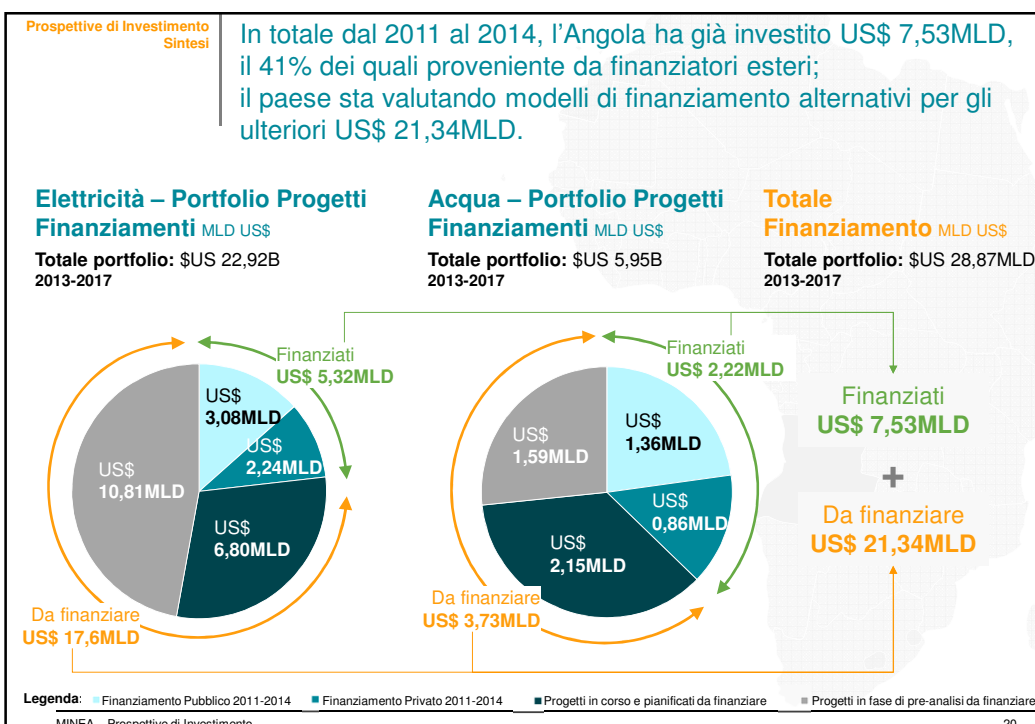 Prospettive di Investimento
Sintesi
In totale dal 2011 al 2014, l'Angola ha già investito US$ 7,53MLD,
il 41% dei quali proveniente da finanziatori esteri;
il paese sta valutando modelli di finanziamento alternativi per gli
ulteriori US$ 21,34MLD.
Elettricità – Portfolio Progetti
Finanziamenti MLD US$
Totale portfolio: $US 22,92B
2013-2017
Acqua – Portfolio Progetti
Finanziamenti MLD US$
Totale portfolio: $US 5,95B
2013-2017
Totale
Finanziamento MLD US$
Totale portfolio: $US 28,87MLD
2013-2017
Finanziati
US$ 5,32MLD
US$
3,08MLD
US$
2,24MLD
US$
10,81MLD
US$
6,80MLD
Da finanziare
US$ 17,6MLD
Finanziati
US$ 2,22MLD
US$
1,36MLD
US$
1,59MLD
US$
0,86MLD
US$
2,15MLD
Da finanziare
US$ 3,73MLD
Finanziati
US$ 7,53MLD
+
Da finanziare
US$ 21,34MLD
Legenda: Finanziamento Pubblico 2011-2014 Finanziamento Privato 2011-2014 Progetti in corso e pianificati da finanziare Progetti in fase di pre-analisi da finanziare
MINEA – Prospettive di Investimento 20